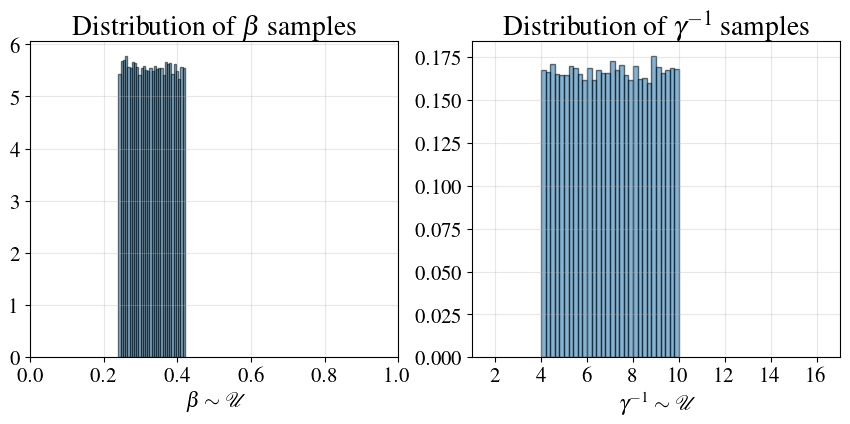 Distribution of β samples
6
5
4
3
2
1
0
0.0 0.2 0.4 0.6 0.8 1.0
β ~ 𝒰
Distribution of γ⁻¹ samples
0.175
0.150
0.125
0.100
0.075
0.050
0.025
0.000
2 4 6 8 10 12 14 16
γ⁻¹ ~ 𝒰